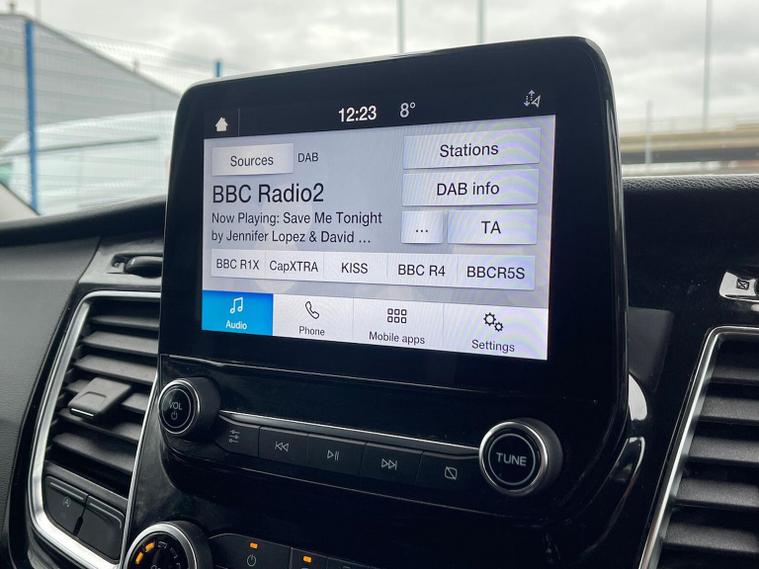 12:23 8°
Sources DAB Stations
BBC Radio2
DAB info
Now Playing: Save Me Tonight
by Jennifer Lopez & David ...
... TA
BBC R1X CapXTRA KISS BBC R4 BBCR5S
Audio Phone Mobile apps Settings
VOL
TUNE